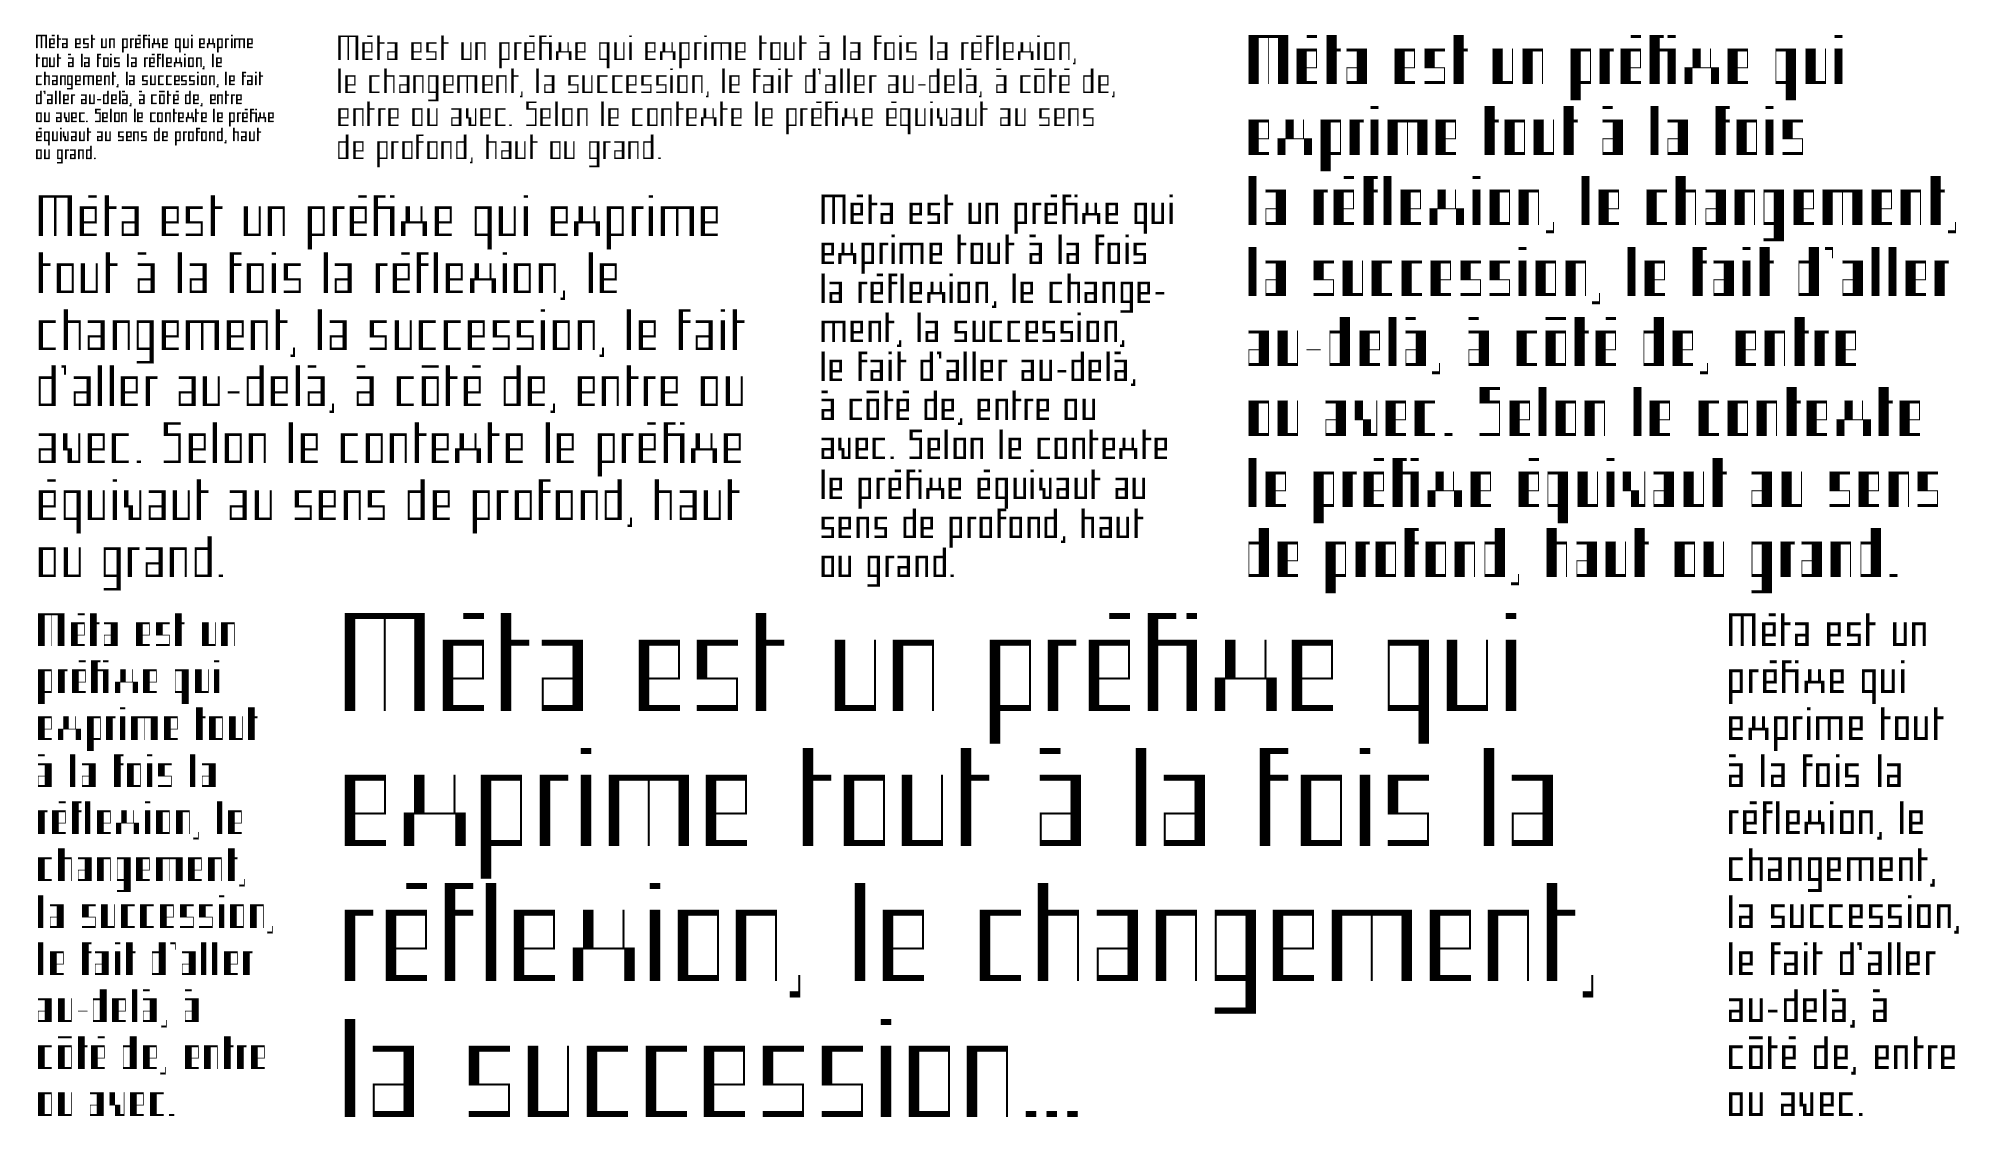 Méta est un préfixe qui exprime
tout à la fois la réflexion, le
changement, la succession, le fait
d'aller au-delà, à côté de, entre
ou avec. Selon le contexte le préfixe
équivaut au sens de profond, haut
ou grand.
Méta est un préfixe qui exprime tout à la fois la réflexion,
le changement, la succession, le fait d'aller au-delà, à côté de,
entre ou avec. Selon le contexte le préfixe équivaut au sens
de profond, haut ou grand.
Méta est un préfixe qui
exprime tout à la fois
la réflexion, le changement,
la succession, le fait d'aller
au-delà, à côté de, entre
ou avec. Selon le contexte
le préfixe équivaut au sens
de profond, haut ou grand.
Méta est un préfixe qui exprime
tout à la fois la réflexion, le
changement, la succession, le fait
d'aller au-delà, à côté de, entre ou
avec. Selon le contexte le préfixe
équivaut au sens de profond, haut
ou grand.
Méta est un préfixe qui
exprime tout à la fois
la réflexion, le change-
ment, la succession,
le fait d'aller au-delà,
à côté de, entre ou
avec. Selon le contexte
le préfixe équivaut au
sens de profond, haut
ou grand.
Méta est un
préfixe qui
exprime tout
à la fois la
réflexion, le
changement,
la succession,
le fait d'aller
au-delà, à
côté de, entre
ou avec.
Méta est un préfixe qui
exprime tout à la fois la
réflexion, le changement,
la succession...
Méta est un
préfixe qui
exprime tout
à la fois la
réflexion, le
changement,
la succession,
le fait d'aller
au-delà, à
côté de, entre
ou avec.